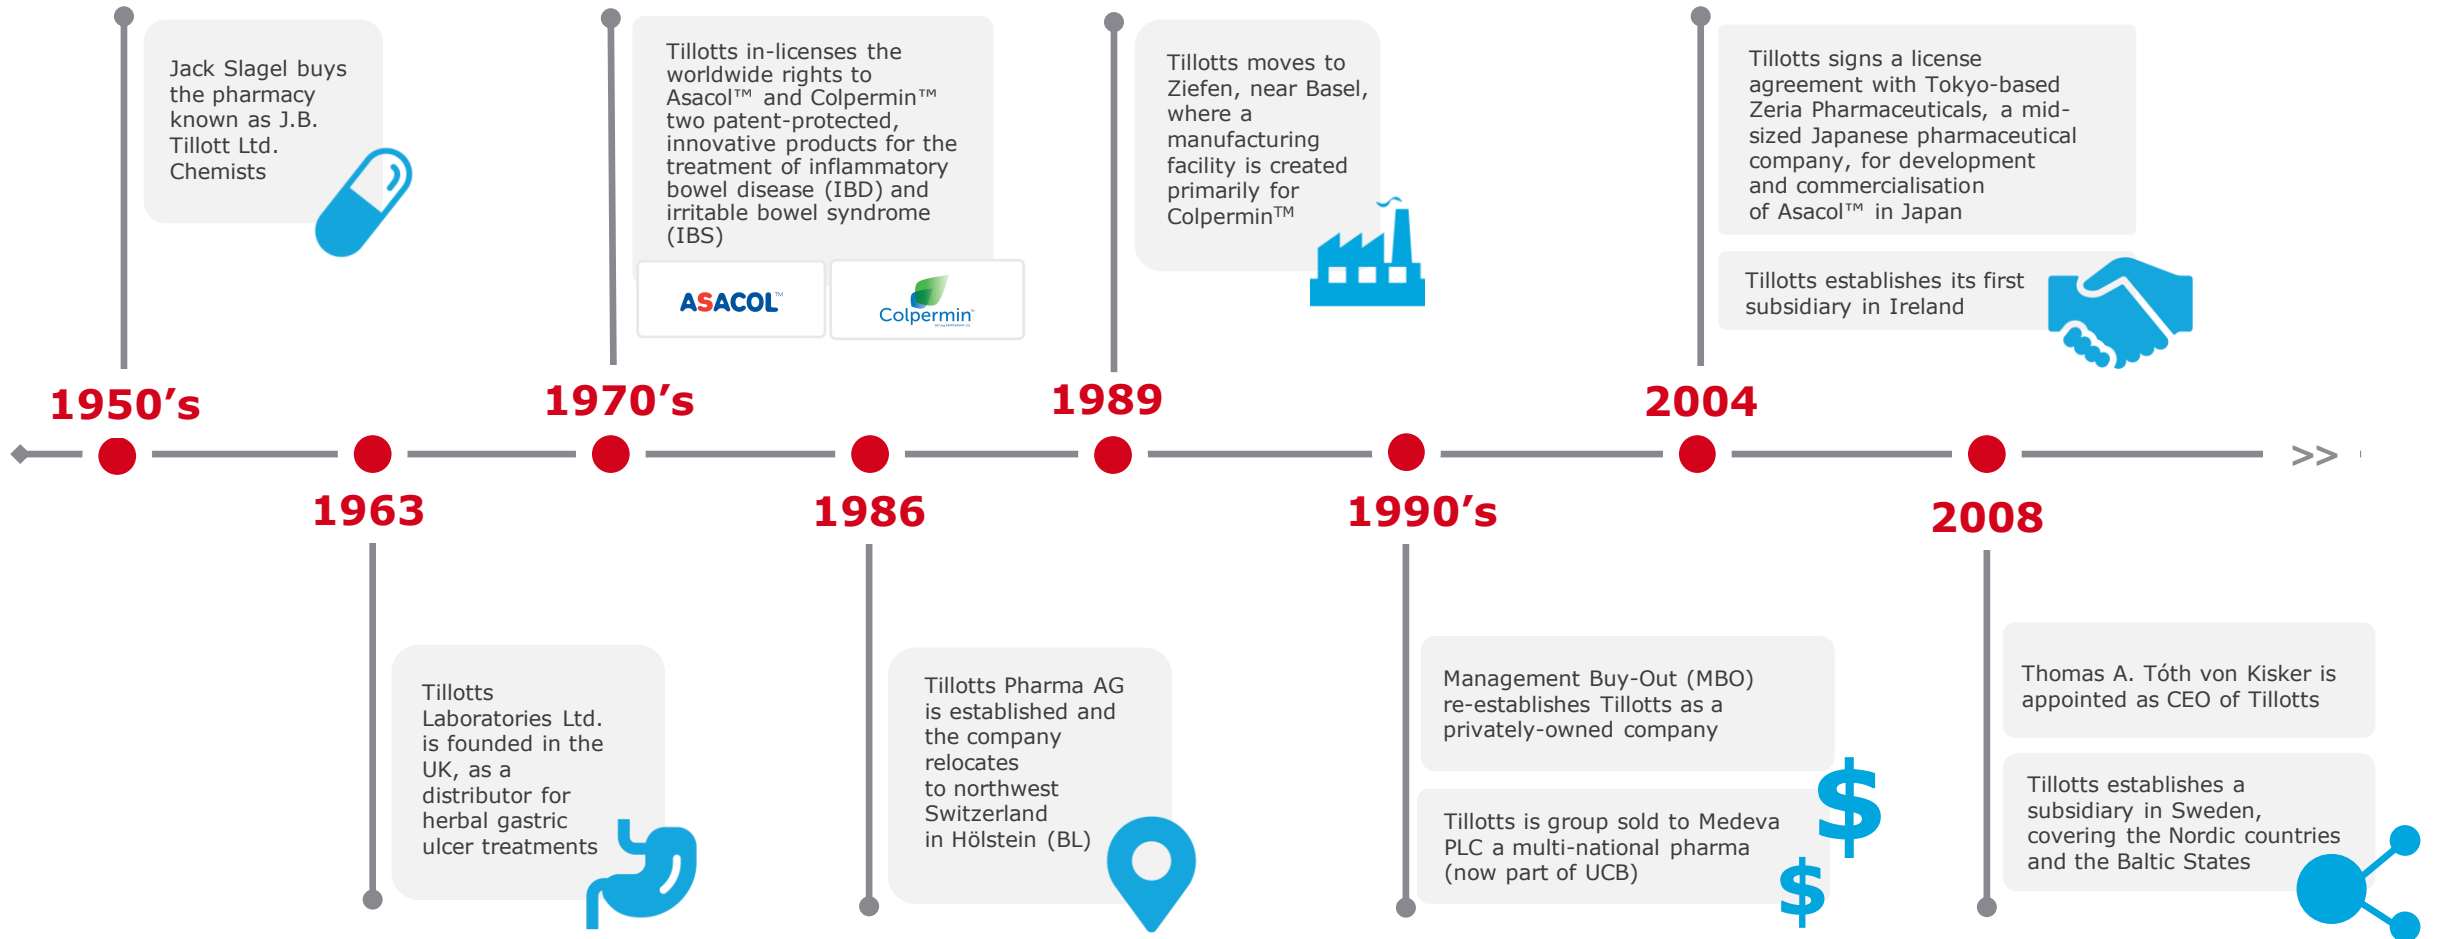 Jack Slagel buys
the pharmacy
known as J.B.
Tillott Ltd.
Chemists
Tillotts in-licenses the
worldwide rights to
Asacol™ and Colpermin™
two patent-protected,
innovative products for the
treatment of inflammatory
bowel disease (IBD) and
irritable bowel syndrome
(IBS)
ASACOL™
Colpermin™
Tillotts moves to
Ziefen, near Basel,
where a
manufacturing
facility is created
primarily for
Colpermin™
Tillotts signs a license
agreement with Tokyo-based
Zeria Pharmaceuticals, a mid-
sized Japanese pharmaceutical
company, for development
and commercialisation
of Asacol™ in Japan
Tillotts establishes its first
subsidiary in Ireland
1950’s
1970’s
1989
2004
>>
1963
1986
1990’s
2008
Tillotts
Laboratories Ltd.
is founded in the
UK, as a
distributor for
herbal gastric
ulcer treatments
Tillotts Pharma AG
is established and
the company
relocates
to northwest
Switzerland
in Hölstein (BL)
Management Buy-Out (MBO)
re-establishes Tillotts as a
privately-owned company
Tillotts is group sold to Medeva
PLC a multi-national pharma
(now part of UCB)
$
$
Thomas A. Tóth von Kisker is
appointed as CEO of Tillotts
Tillotts establishes a
subsidiary in Sweden,
covering the Nordic countries
and the Baltic States